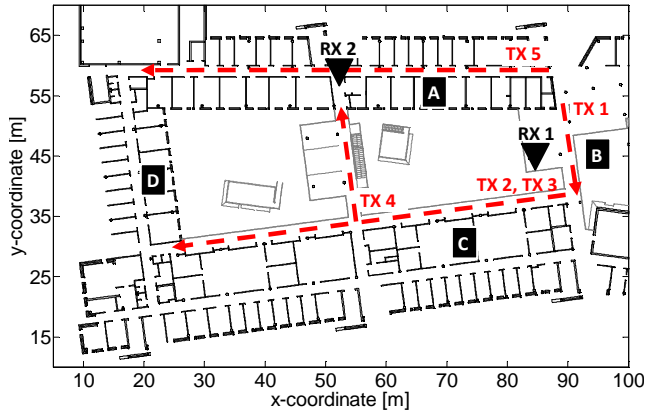 65
55
45
35
25
15
y-coordinate [m]
RX 2
TX 5
A
TX 1
RX 1
B
D
TX 2, TX 3
TX 4
C
10 20 30 40 50 60 70 80 90 100
x-coordinate [m]